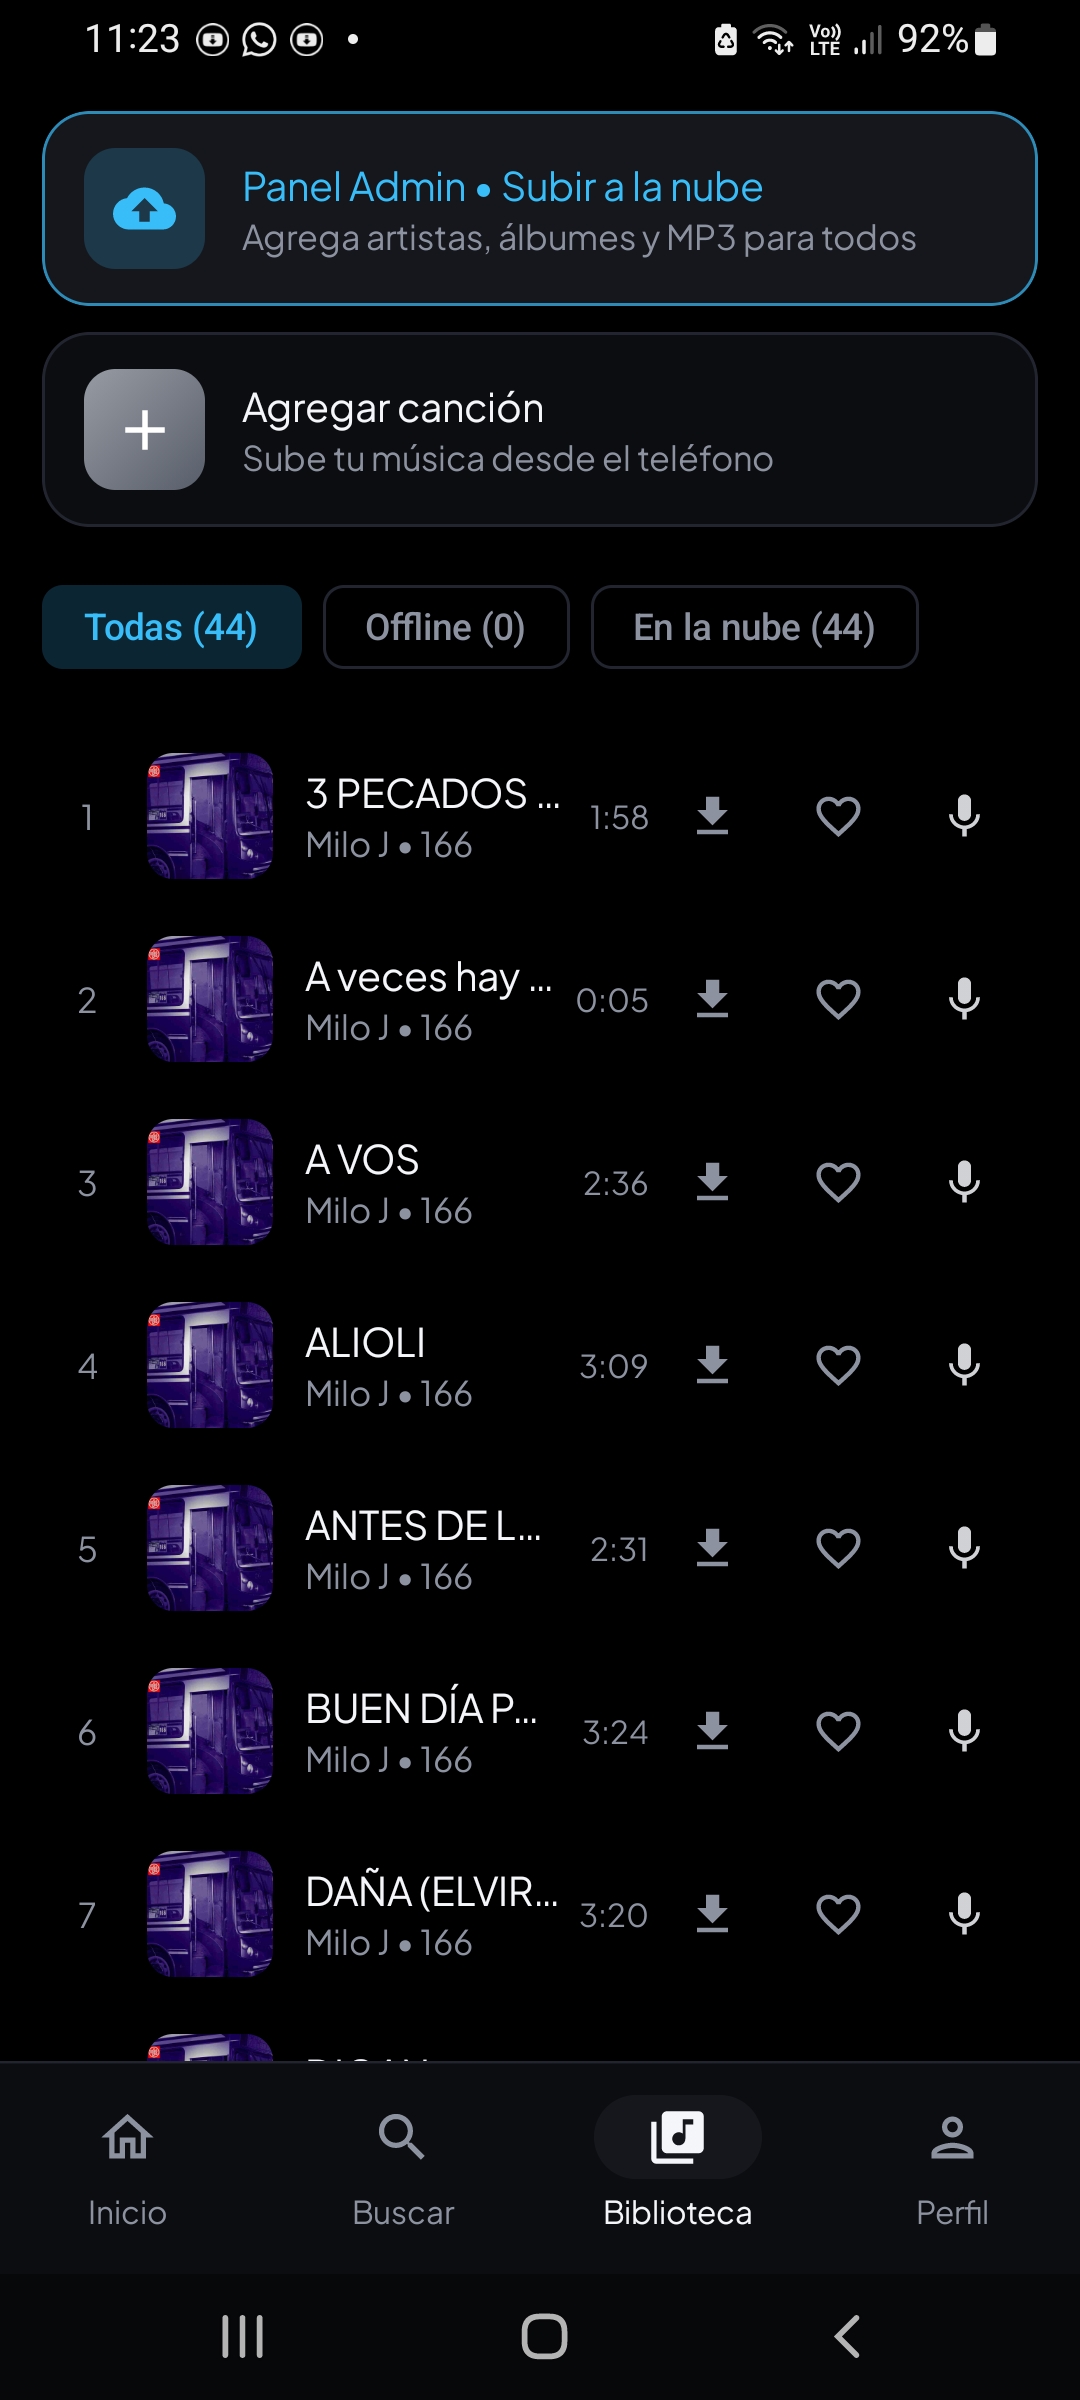 11:23
Vo)) LTE
92%
Panel Admin • Subir a la nube
Agrega artistas, álbumes y MP3 para todos
Agregar canción
Sube tu música desde el teléfono
Todas (44)
Offline (0)
En la nube (44)
1
3 PECADOS ...
Milo J • 166
1:58
2
A veces hay ...
Milo J • 166
0:05
3
A VOS
Milo J • 166
2:36
4
ALIOLI
Milo J • 166
3:09
5
ANTES DE L...
Milo J • 166
2:31
6
BUEN DÍA P...
Milo J • 166
3:24
7
DAÑA (ELVIR...
Milo J • 166
3:20
Inicio
Buscar
Biblioteca
Perfil